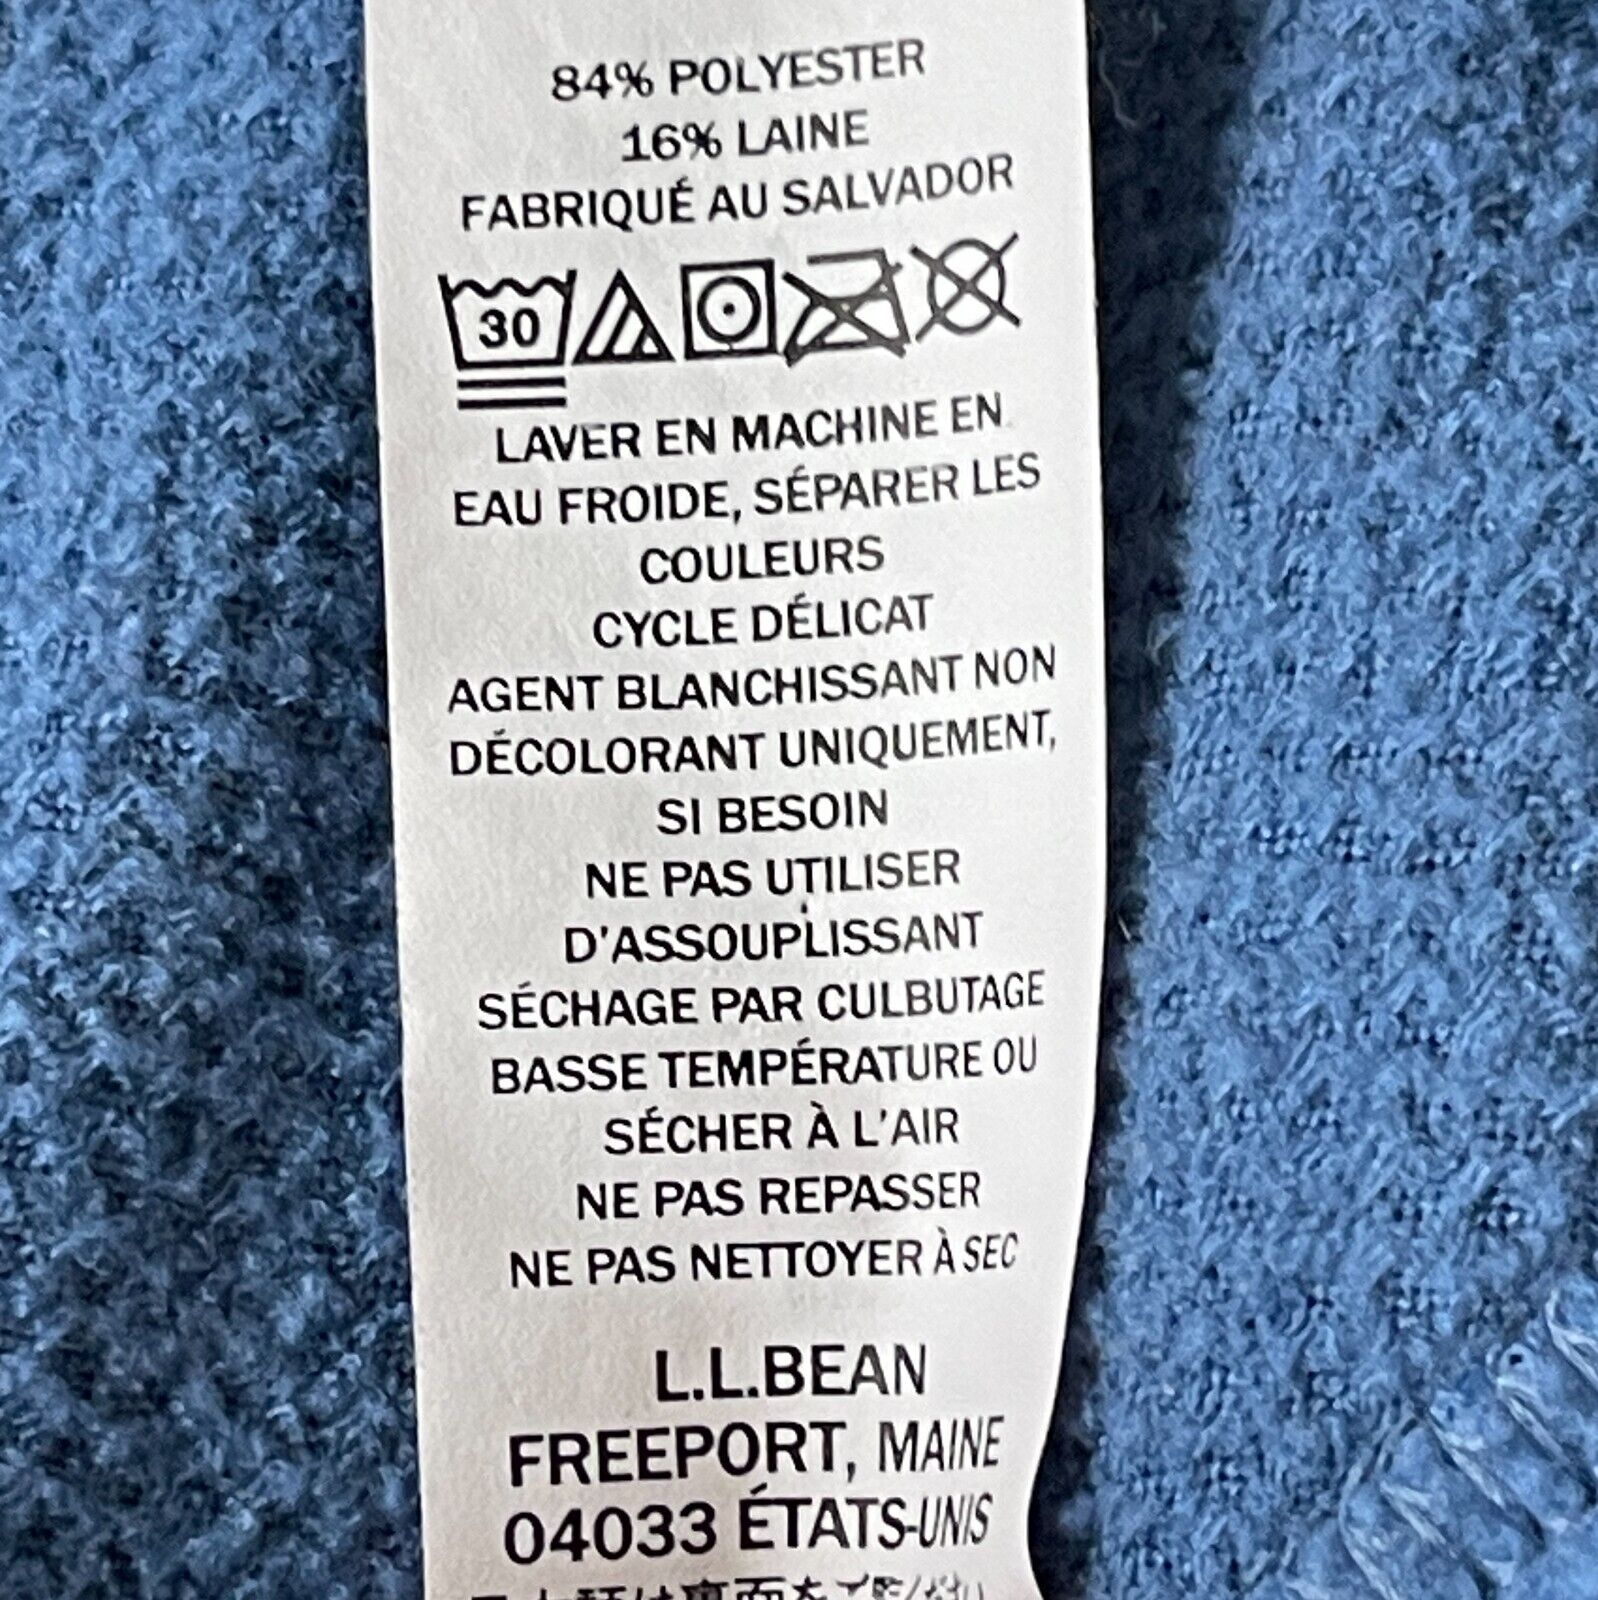 84% POLYESTER
16% LAINE
FABRIQUÉ AU SALVADOR
30
LAVER EN MACHINE EN
EAU FROIDE, SÉPARER LES
COULEURS
CYCLE DÉLICAT
AGENT BLANCHISSANT NON
DÉCOLORANT UNIQUEMENT,
SI BESOIN
NE PAS UTILISER
D'ASSOUPLISSANT
SÉCHAGE PAR CULBUTAGE
BASSE TEMPÉRATURE OU
SÉCHER À L'AIR
NE PAS REPASSER
NE PAS NETTOYER À SEC
L.L.BEAN
FREEPORT, MAINE
04033 ÉTATS-UNIS